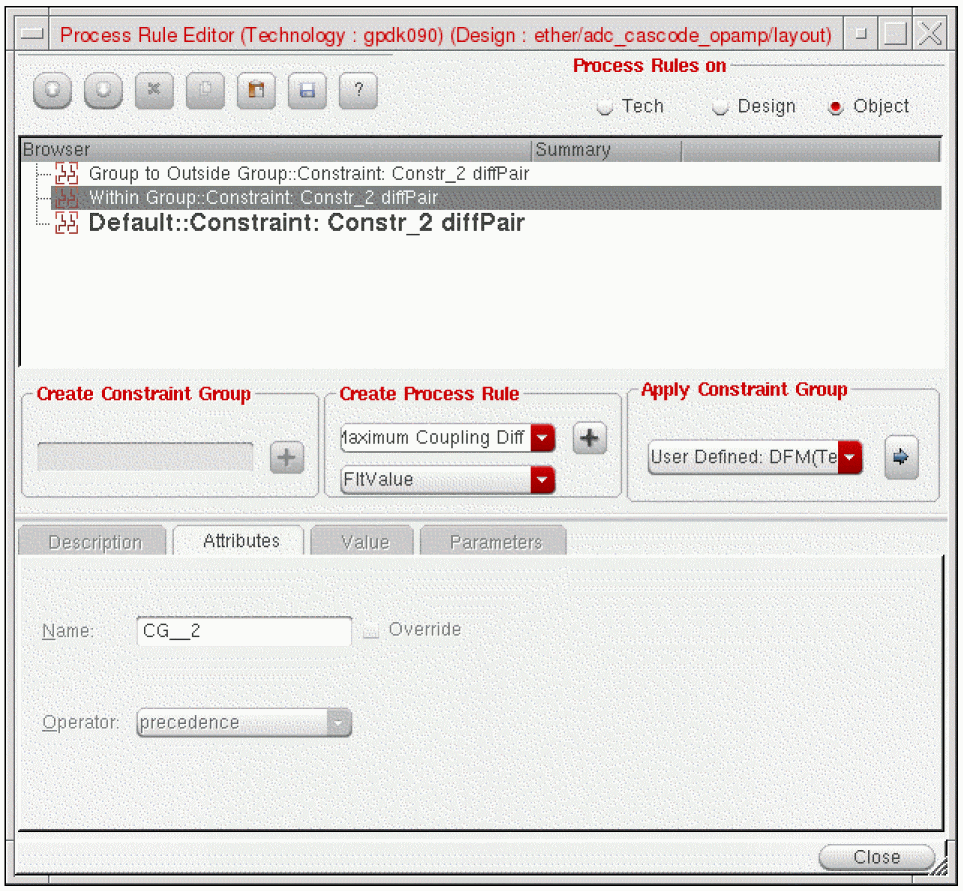 Process Rule Editor (Technology : gpdk090) (Design : ether/adc_cascode_opamp/layout)
Process Rules on
?
Tech Design Object
Browser Summary
Group to Outside Group::Constraint: Constr_2 diffPair
Within Group::Constraint: Constr_2 diffPair
Default::Constraint: Constr_2 diffPair
Create Constraint Group Create Process Rule Apply Constraint Group
Maximum Coupling Diff
User Defined: DFM(Te
FltValue
Description Attributes Value Parameters
Name: CG__2 Override
Operator: precedence
Close